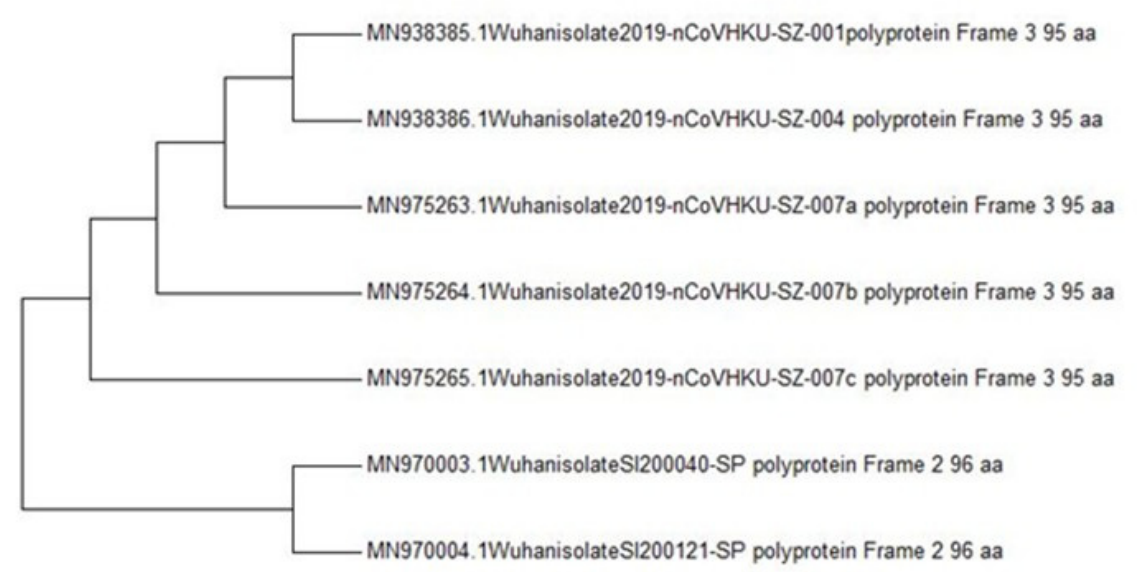 MN938385.1Wuhanisolate2019-nCoVHKU-SZ-001polyprotein Frame 3 95 aa
MN938386.1Wuhanisolate2019-nCoVHKU-SZ-004 polyprotein Frame 3 95 aa
MN975263.1Wuhanisolate2019-nCoVHKU-SZ-007a polyprotein Frame 3 95 aa
MN975264.1Wuhanisolate2019-nCoVHKU-SZ-007b polyprotein Frame 3 95 aa
MN975265.1Wuhanisolate2019-nCoVHKU-SZ-007c polyprotein Frame 3 95 aa
MN970003.1WuhanisolateSI200040-SP polyprotein Frame 2 96 aa
MN970004.1WuhanisolateSI200121-SP polyprotein Frame 2 96 aa